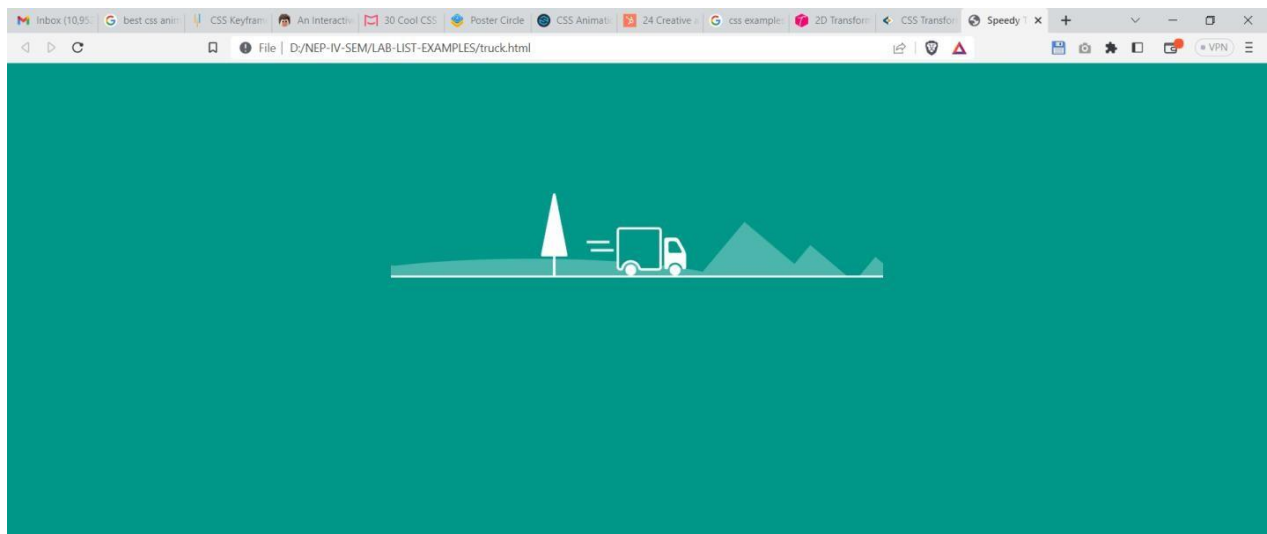 Inbox (10,95 best css anim CSS Keyfram An Interactiv 30 Cool CSS Poster Circle CSS Animati 24 Creative a css example 2D Transform CSS Transfor Speedy T
File | D:/NEP-IV-SEM/LAB-LIST-EXAMPLES/truck.html VPN